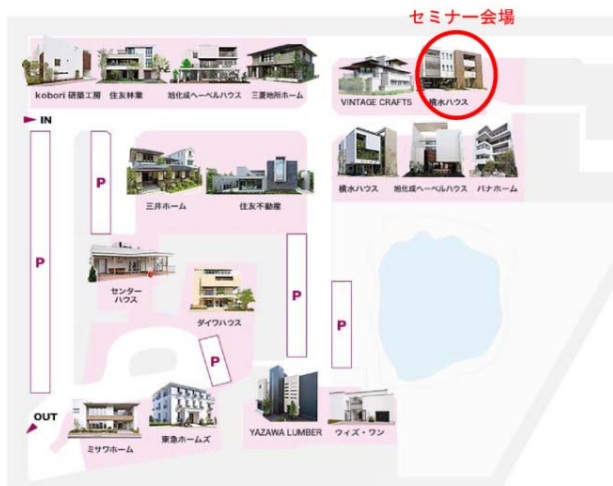 セミナー会場
kobori 研築工房 住友林業 旭化成ヘーベルハウス 三菱地所ホーム
VINTAGE CRAFTS 積水ハウス
IN
P
積水ハウス 旭化成ヘーベルハウス パナホーム
三井ホーム 住友不動産
P
P
P
センター
ハウス
ダイワハウス
P
OUT
ミサワホーム 東急ホームズ YAZAWA LUMBER ウィズ・ワン